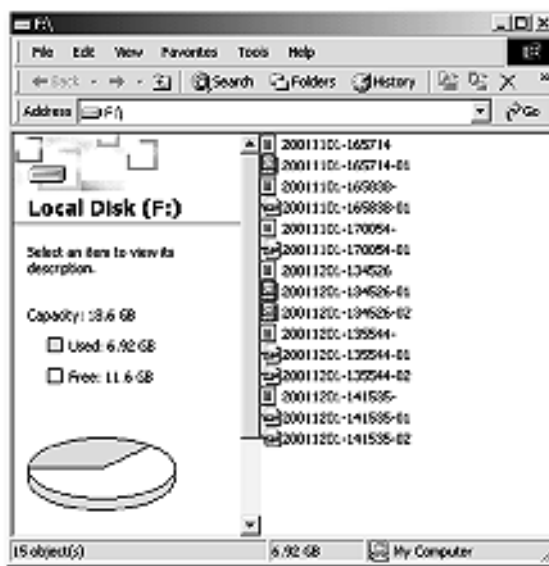 F:\
File Edit View Favorites Tools Help
Back Search Folders History
Address F:\ Go
Local Disk (F:)
Select an item to view its
description.
Capacity: 18.6 GB
Used: 6.92 GB
Free: 11.6 GB
20011101-165714
20011101-165714-01
20011101-165838-
20011101-165838-01
20011101-170054-
20011101-170054-01
20011201-134526
20011201-134526-01
20011201-134526-02
20011201-135544-
20011201-135544-01
20011201-135544-02
20011201-141535-
20011201-141535-01
20011201-141535-02
15 object(s) 6.92 GB My Computer